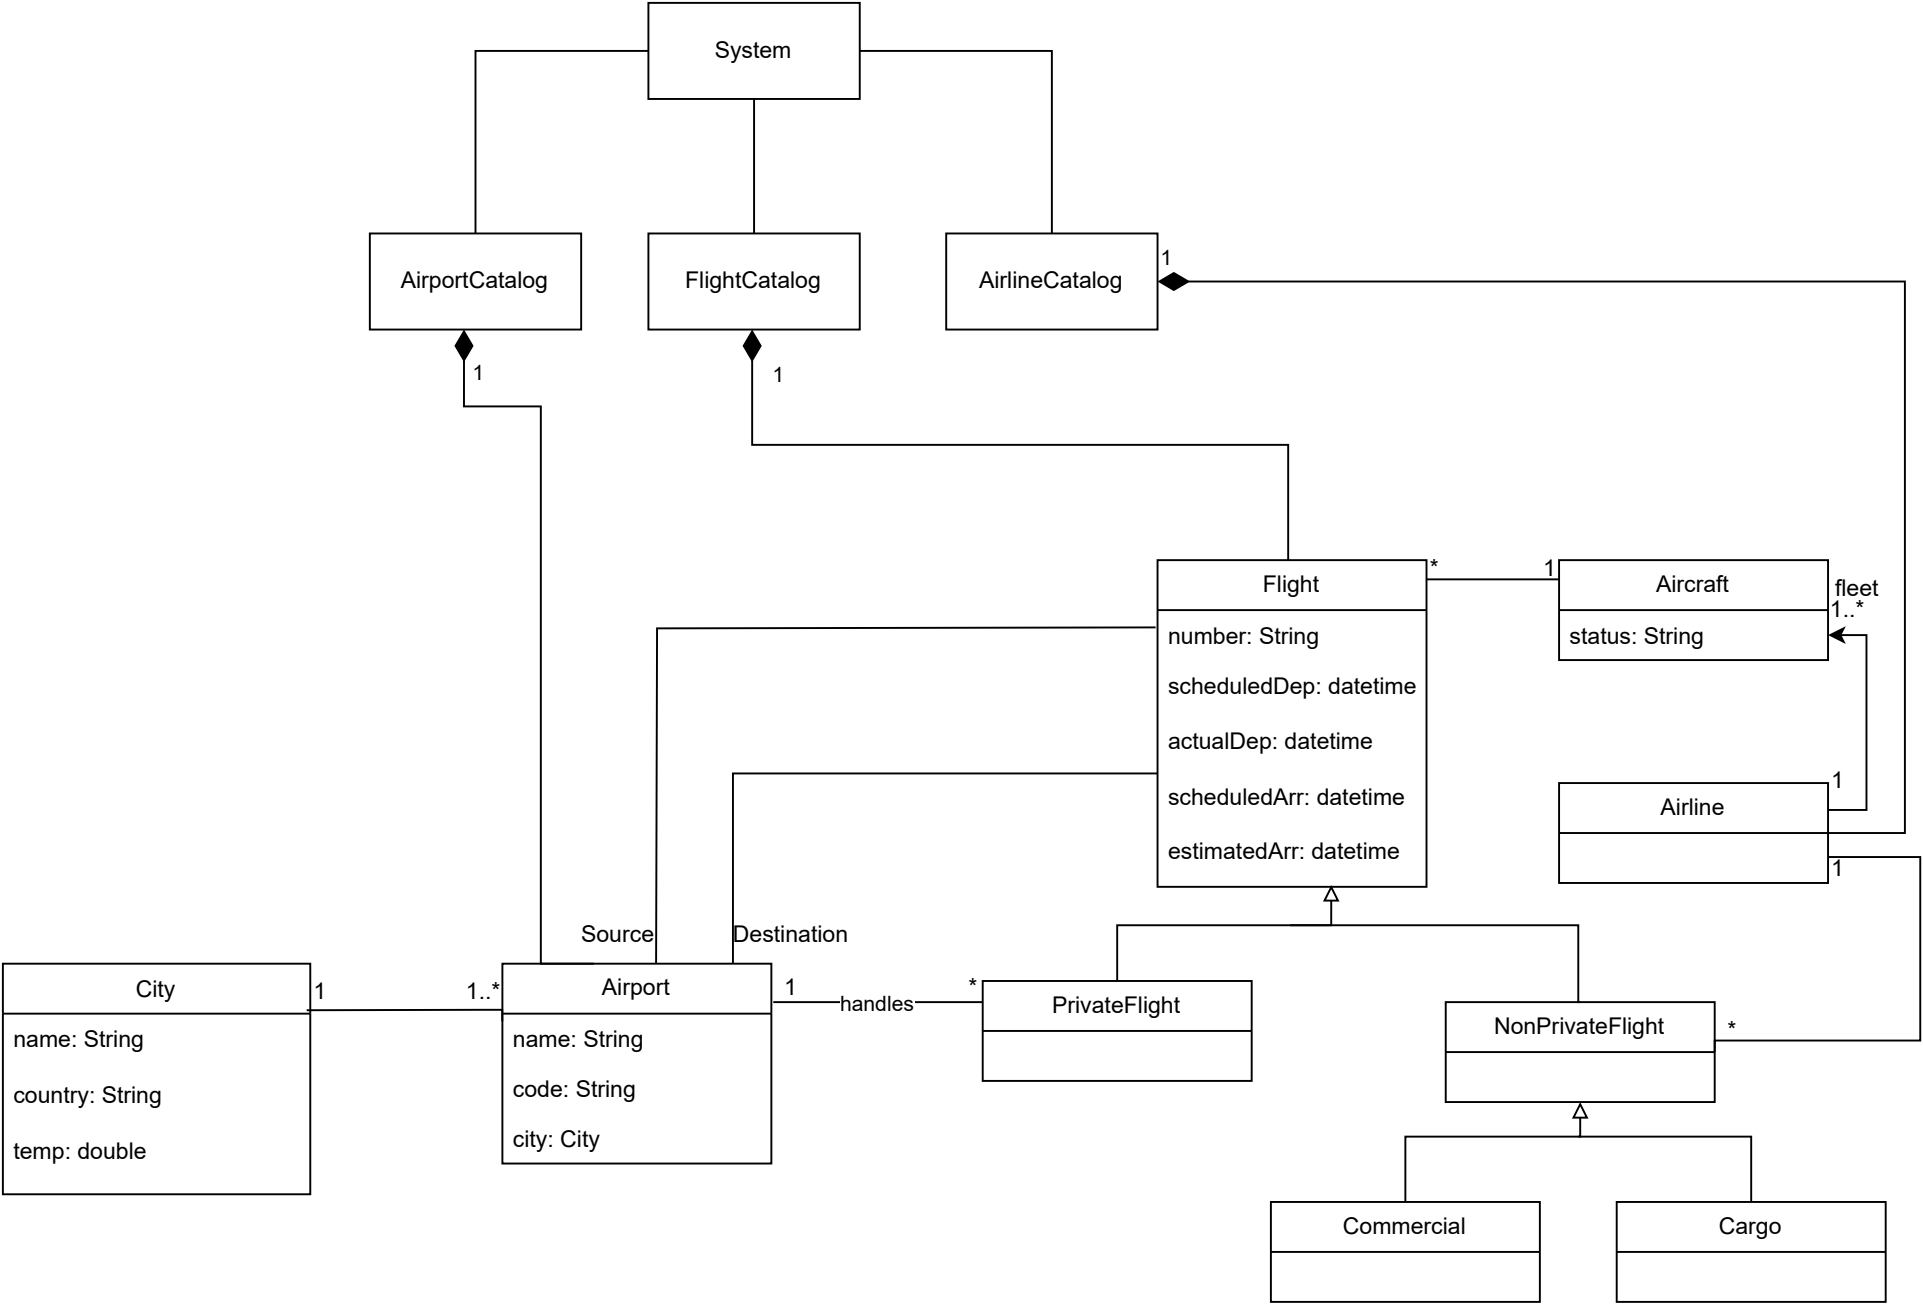 System
AirportCatalog
FlightCatalog
AirlineCatalog
1
1
1
Flight
number: String
scheduledDep: datetime
actualDep: datetime
scheduledArr: datetime
estimatedArr: datetime
*
1
Aircraft
status: String
fleet
1..*
1
Airline
1
Source
Destination
City
name: String
country: String
temp: double
1
1..*
Airport
name: String
code: String
city: City
1
handles
*
PrivateFlight
NonPrivateFlight
*
Commercial
Cargo